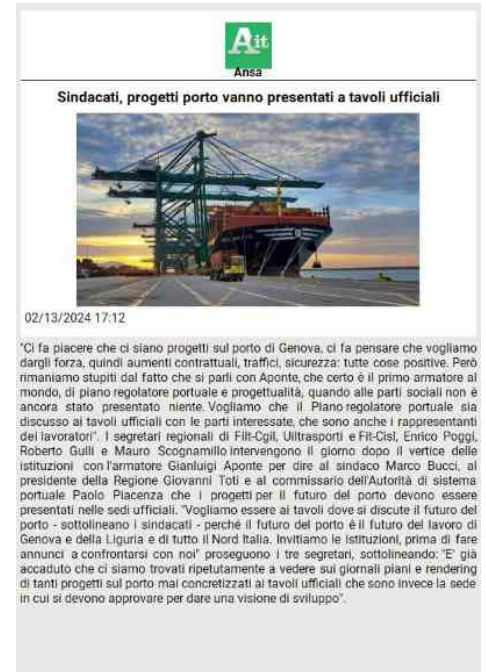 Ait
Ansa
Sindacati, progetti porto vanno presentati a tavoli ufficiali
02/13/2024 17:12
"Ci fa piacere che ci siano progetti sul porto di Genova, ci fa pensare che vogliamo
dargli forza, quindi aumenti contrattuali, traffici, sicurezza: tutte cose positive. Però
rimaniamo stupiti dal fatto che si parli con Aponte, che certo è il primo armatore al
mondo, di piano regolatore portuale e progettualità, quando alle parti sociali non è
ancora stato presentato niente. Vogliamo che il Piano regolatore portuale sia
discusso ai tavoli ufficiali con le parti interessate, che sono anche i rappresentanti
dei lavoratori". I segretari regionali di Filt-Cgil, Uiltrasporti e Fit-Cisl, Enrico Poggi,
Roberto Gulli e Mauro Scognamillo intervengono il giorno dopo il vertice delle
istituzioni con l'armatore Gianluigi Aponte per dire al sindaco Marco Bucci, al
presidente della Regione Giovanni Toti e al commissario dell'Autorità di sistema
portuale Paolo Piacenza che i progetti per il futuro del porto devono essere
presentati nelle sedi ufficiali. "Vogliamo essere ai tavoli dove si discute il futuro del
porto - sottolineano i sindacati - perché il futuro del porto è il futuro del lavoro di
Genova e della Liguria e di tutto il Nord Italia. Invitiamo le istituzioni, prima di fare
annunci a confrontarsi con noi" proseguono i tre segretari, sottolineando: "E' già
accaduto che ci siamo trovati ripetutamente a vedere sui giornali piani e rendering
di tanti progetti sul porto mai concretizzati ai tavoli ufficiali che sono invece la sede
in cui si devono approvare per dare una visione di sviluppo".